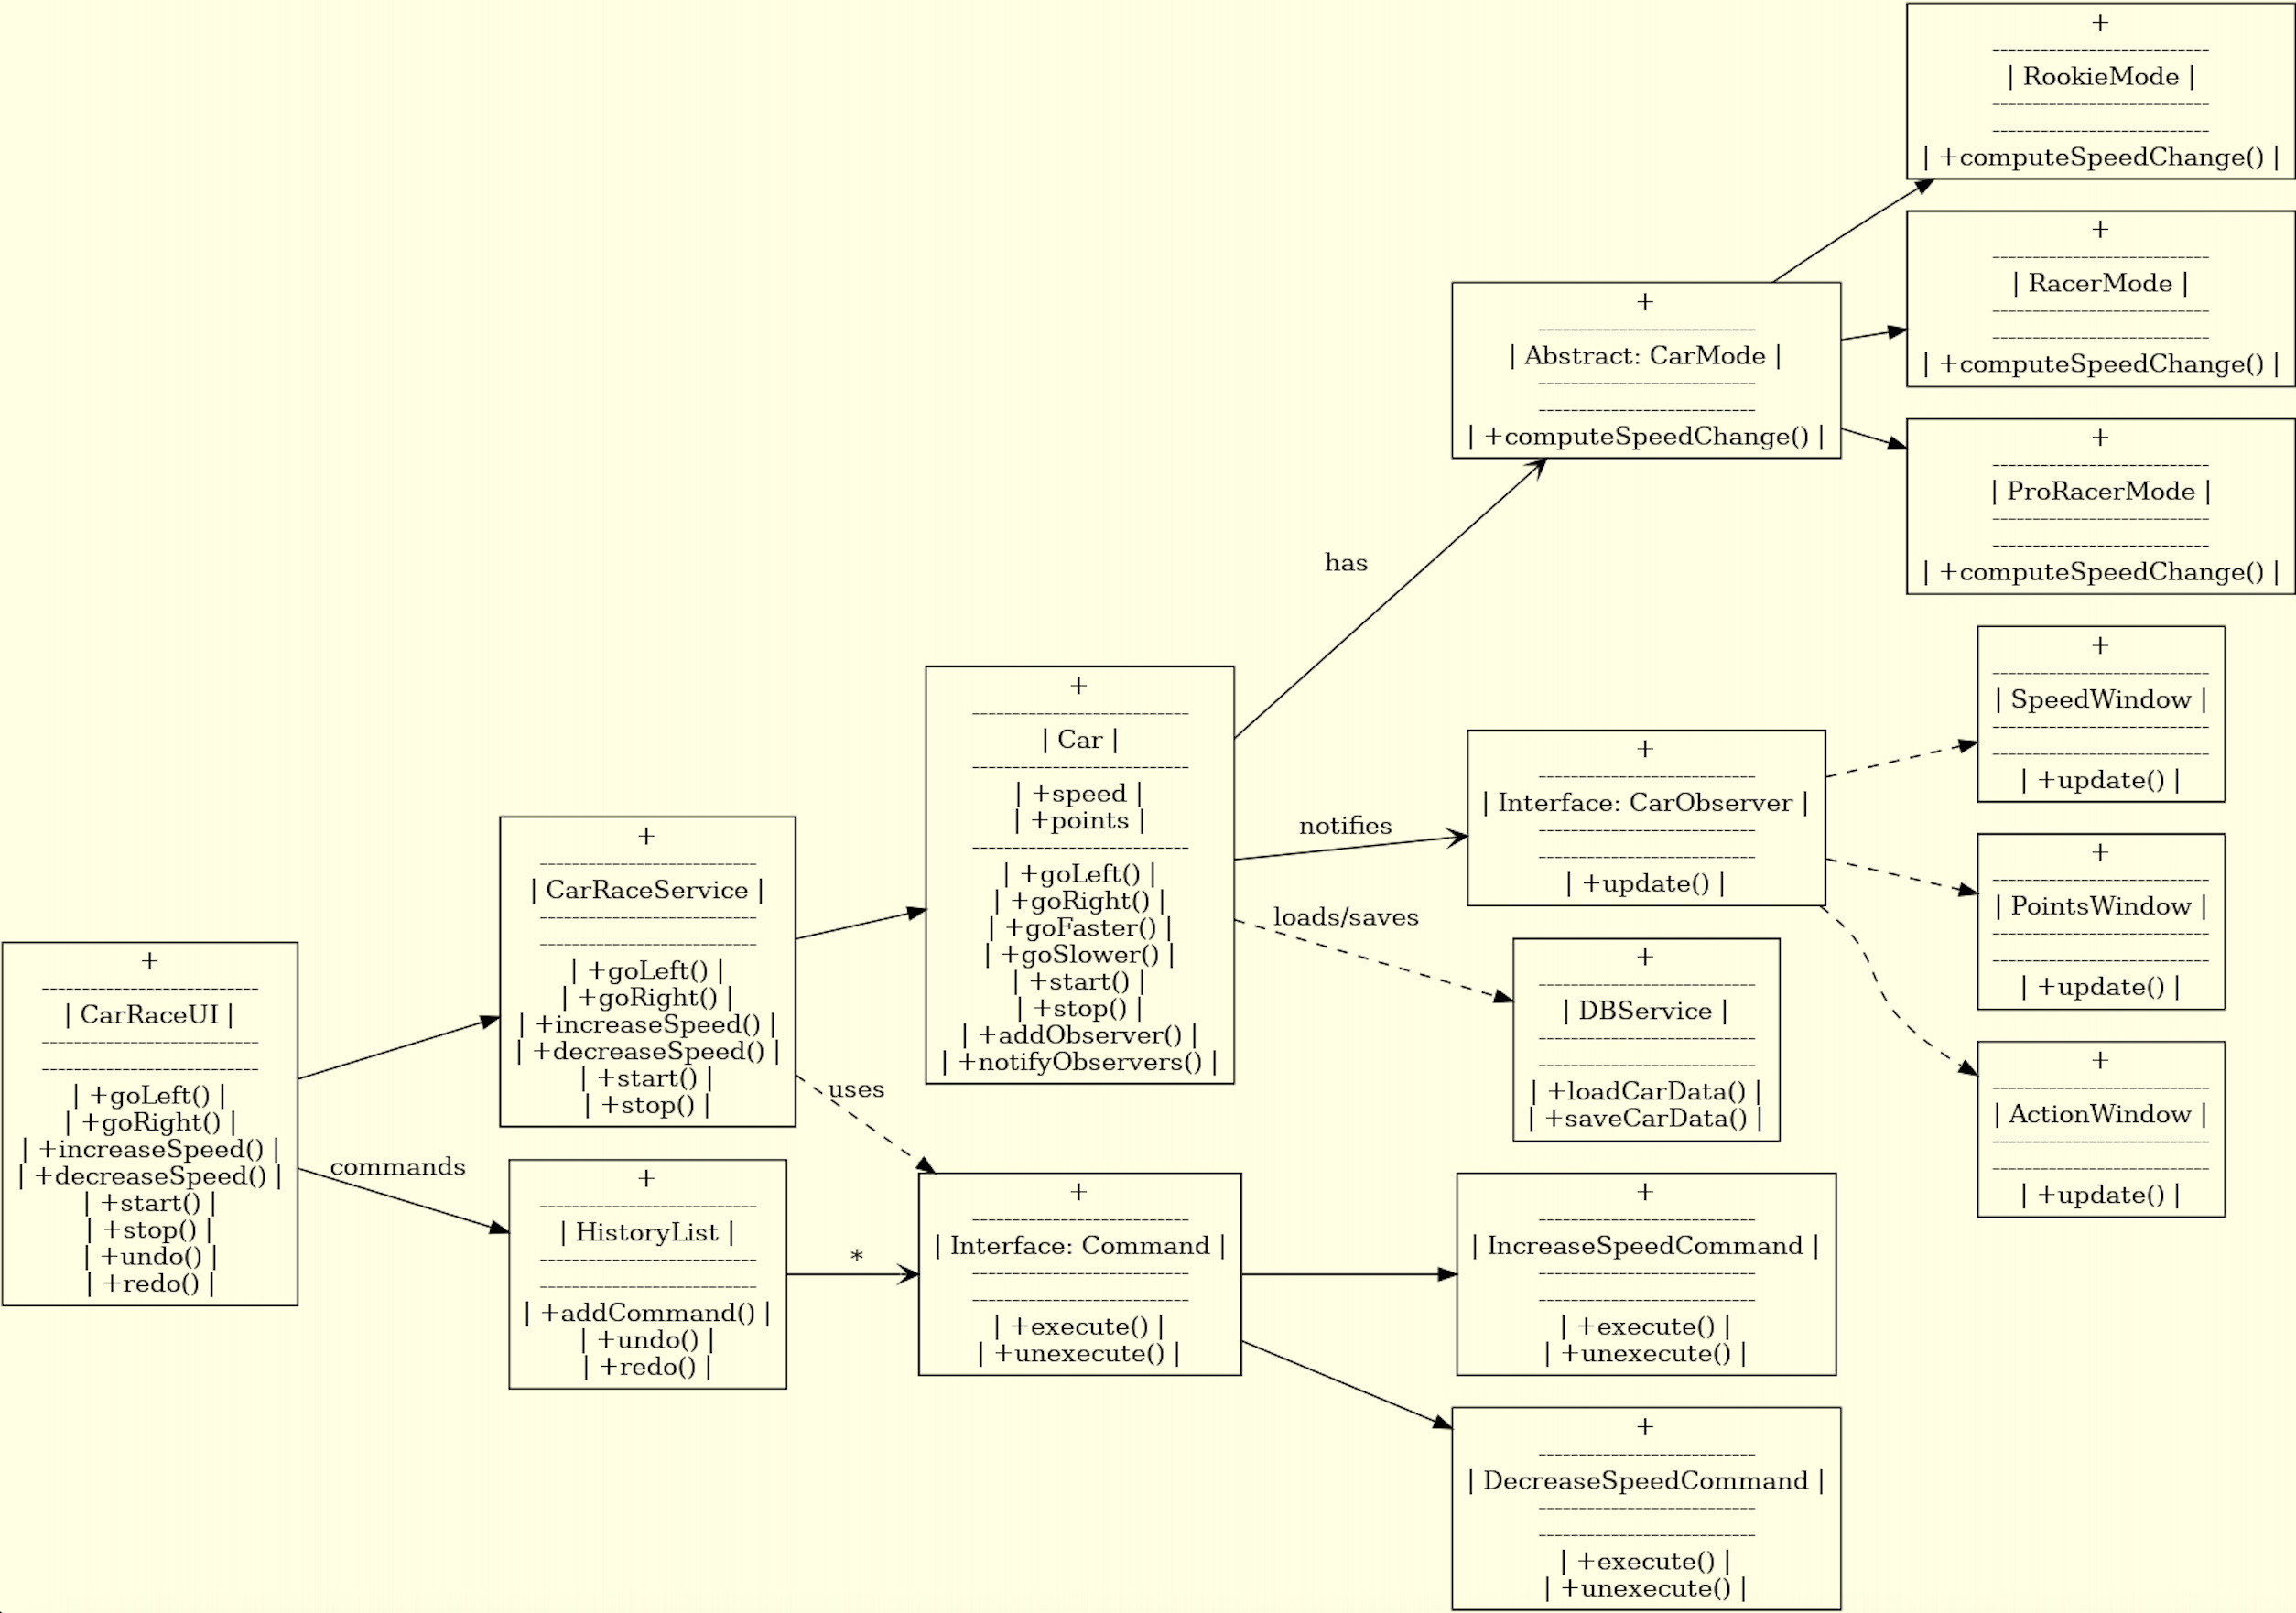 +
---------------------------
| CarRaceUI |
---------------------------
---------------------------
| +goLeft() |
| +goRight() |
| +increaseSpeed() |
| +decreaseSpeed() |
| +start() |
| +stop() |
| +undo() |
| +redo() |
commands
+
---------------------------
| CarRaceService |
---------------------------
---------------------------
| +goLeft() |
| +goRight() |
| +increaseSpeed() |
| +decreaseSpeed() |
| +start() |
| +stop() |
uses
+
---------------------------
| HistoryList |
---------------------------
---------------------------
| +addCommand() |
| +undo() |
| +redo() |
*
+
---------------------------
| Car |
---------------------------
| +speed |
| +points |
---------------------------
| +goLeft() |
| +goRight() |
| +goFaster() |
| +goSlower() |
| +start() |
| +stop() |
| +addObserver() |
| +notifyObservers() |
has
notifies
loads/saves
+
---------------------------
| Interface: Command |
---------------------------
---------------------------
| +execute() |
| +unexecute() |
+
---------------------------
| Abstract: CarMode |
---------------------------
---------------------------
| +computeSpeedChange() |
+
---------------------------
| Interface: CarObserver |
---------------------------
---------------------------
| +update() |
+
---------------------------
| DBService |
---------------------------
---------------------------
| +loadCarData() |
| +saveCarData() |
+
---------------------------
| IncreaseSpeedCommand |
---------------------------
---------------------------
| +execute() |
| +unexecute() |
+
---------------------------
| DecreaseSpeedCommand |
---------------------------
---------------------------
| +execute() |
| +unexecute() |
+
---------------------------
| RookieMode |
---------------------------
---------------------------
| +computeSpeedChange() |
+
---------------------------
| RacerMode |
---------------------------
---------------------------
| +computeSpeedChange() |
+
---------------------------
| ProRacerMode |
---------------------------
---------------------------
| +computeSpeedChange() |
+
---------------------------
| SpeedWindow |
---------------------------
---------------------------
| +update() |
+
---------------------------
| PointsWindow |
---------------------------
---------------------------
| +update() |
+
---------------------------
| ActionWindow |
---------------------------
---------------------------
| +update() |